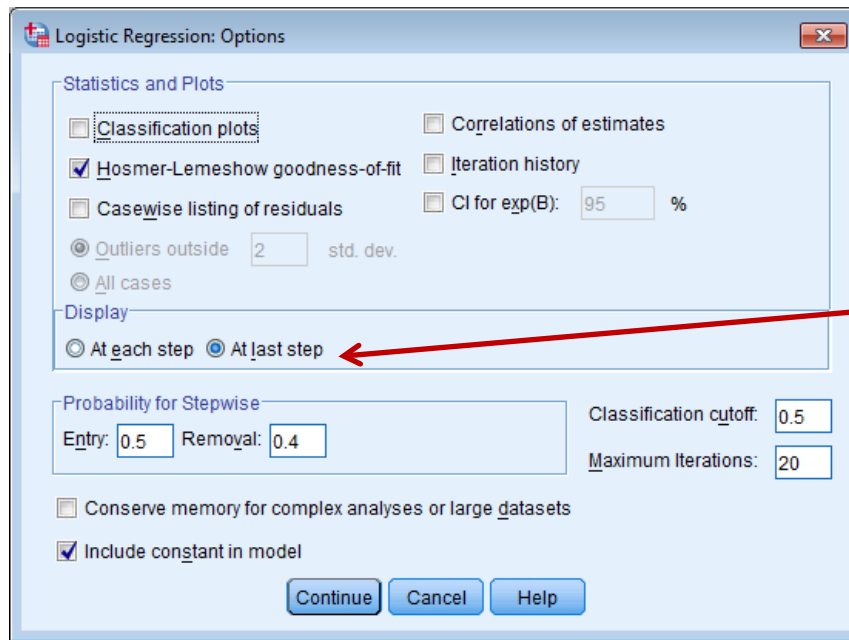 Logistic Regression: Options
Statistics and Plots
Classification plots
Correlations of estimates
Hosmer-Lemeshow goodness-of-fit
Iteration history
Casewise listing of residuals
CI for exp(B): 95 %
Outliers outside 2 std. dev.
All cases
Display
At each step At last step
Probability for Stepwise
Entry: 0.5 Removal: 0.4
Classification cutoff: 0.5
Maximum Iterations: 20
Conserve memory for complex analyses or large datasets
Include constant in model
Continue Cancel Help